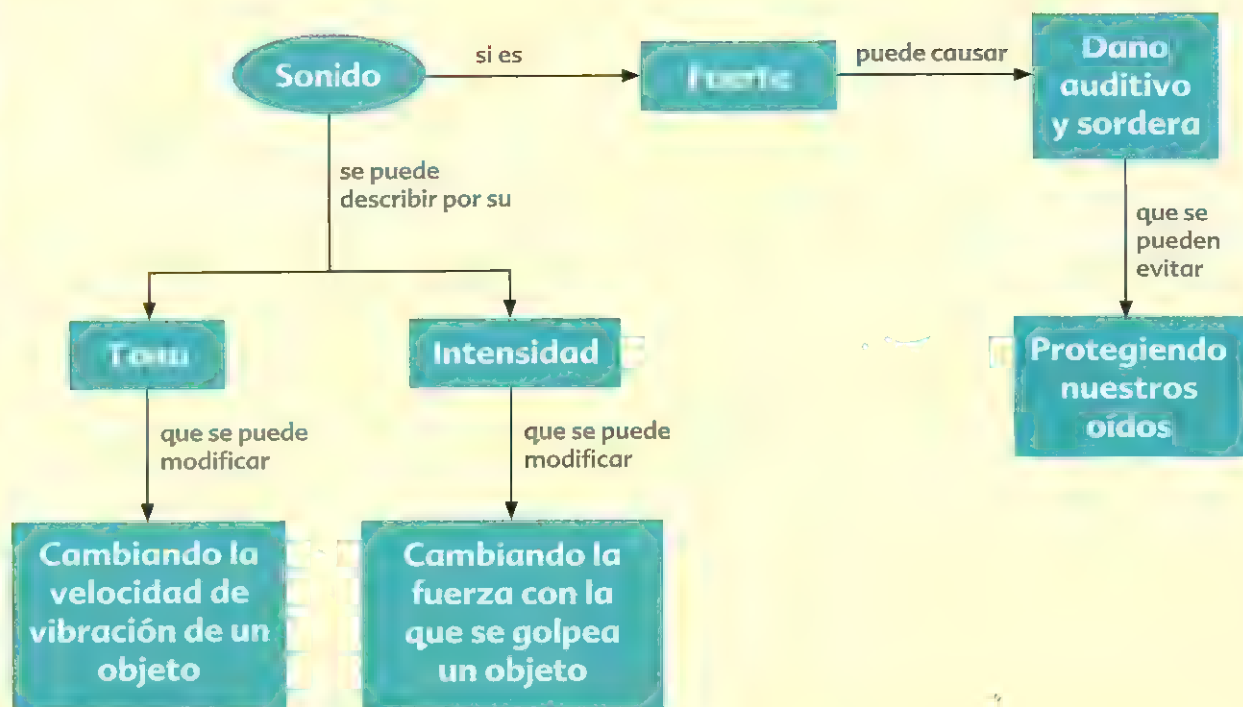 Sonido
si es
puede causar
Daño
auditivo
y sordera
se puede
describir por su
que se
pueden
evitar
Intensidad
Protegiendo
nuestros
oídos
que se puede
modificar
que se puede
modificar
Cambiando la
velocidad de
vibración de un
objeto
Cambiando la
fuerza con la
que se golpea
un objeto